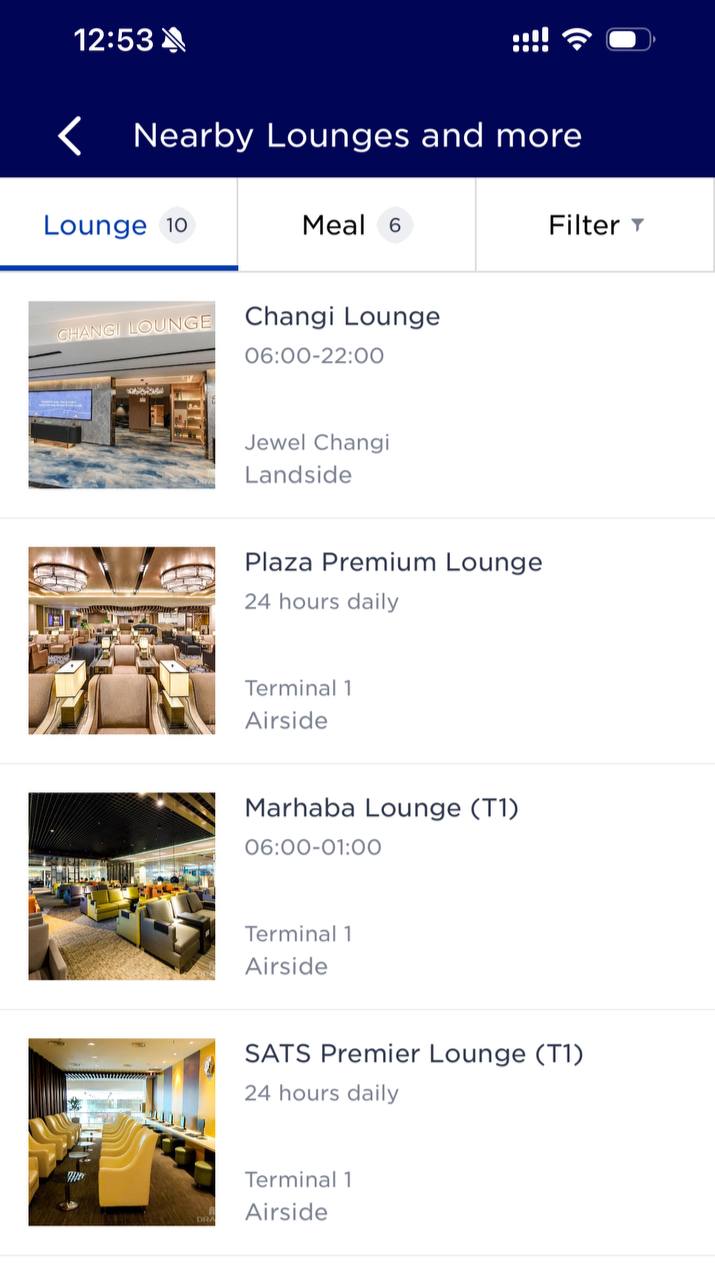 12:53
Nearby Lounges and more
Lounge 10
Meal 6
Filter
CHANGI LOUNGE
Changi Lounge
06:00-22:00
Jewel Changi
Landside
Plaza Premium Lounge
24 hours daily
Terminal 1
Airside
Marhaba Lounge (T1)
06:00-01:00
Terminal 1
Airside
SATS Premier Lounge (T1)
24 hours daily
Terminal 1
Airside